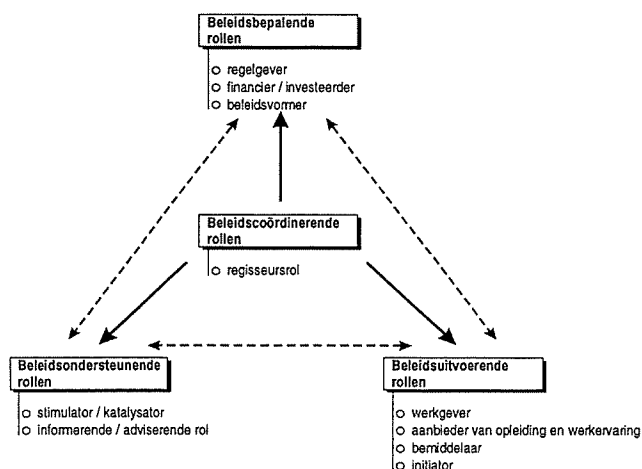 Beleidsbepalende
rollen
regelgever
financier / investeerder
beleidsvormer
Beleidscoördinerende
rollen
regisseursrol
Beleidsondersteunende
rollen
stimulator / katalysator
informerende / adviserende rol
Beleidsuitvoerende
rollen
werkgever
aanbieder van opleiding en werkervaring
bemiddelaar
initiator